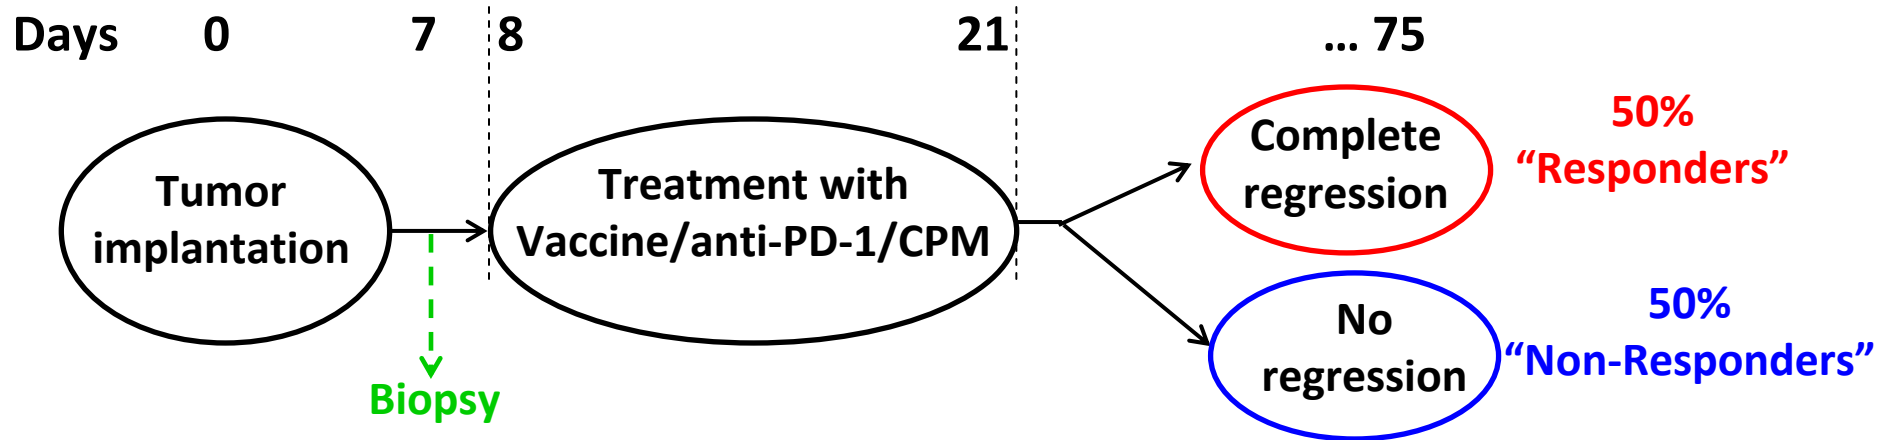 Days 0 7 8 21 ... 75
Tumor
implantation
Biopsy
Treatment with
Vaccine/anti-PD-1/CPM
Complete
regression
50%
“Responders”
No
regression
50%
“Non-Responders”